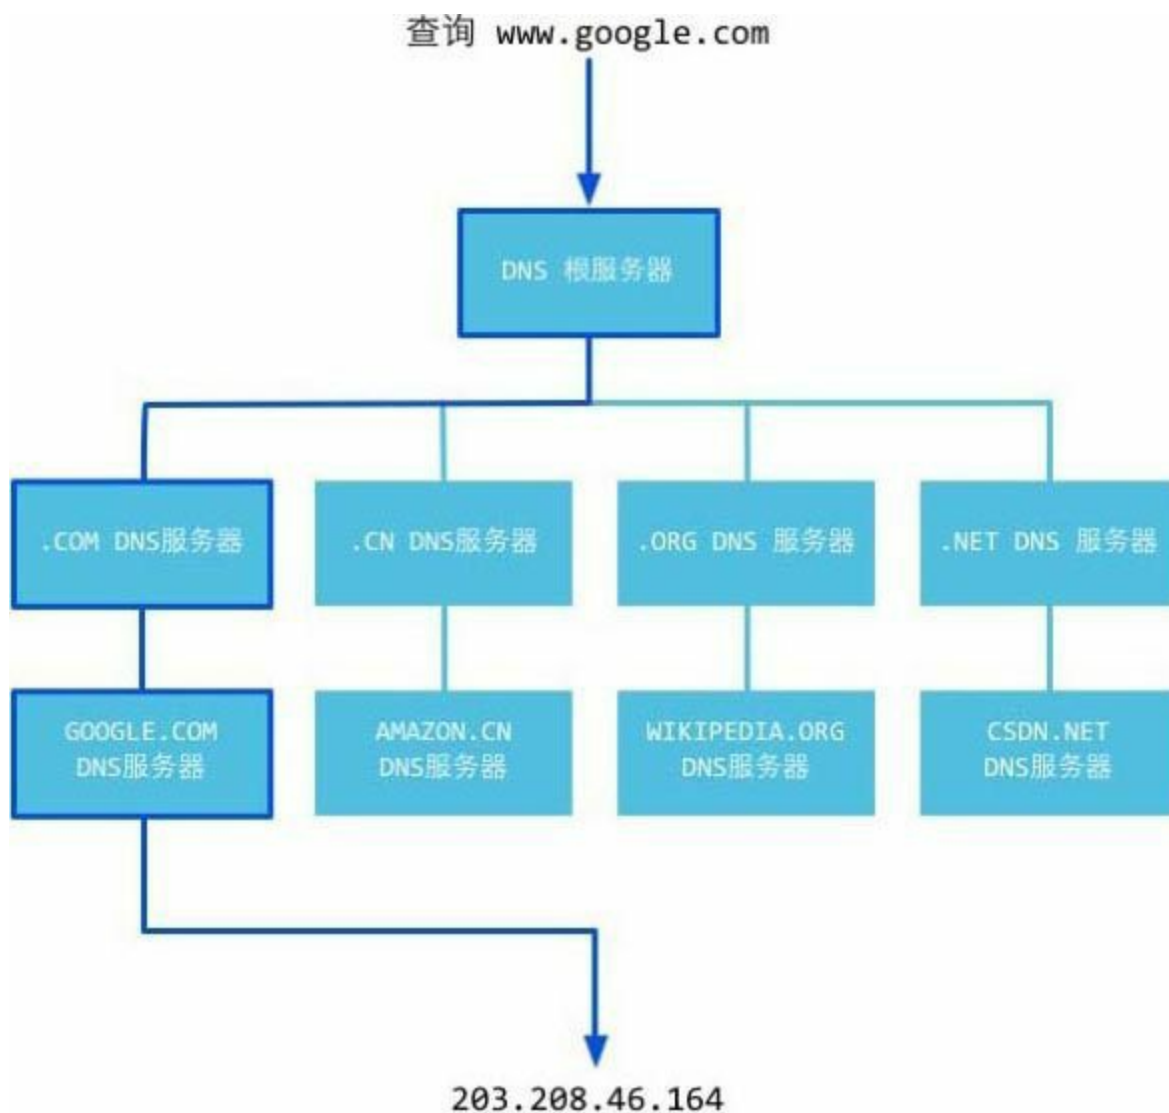 查询 www.google.com
DNS 根服务器
.COM DNS服务器
.CN DNS服务器
.ORG DNS 服务器
.NET DNS 服务器
GOOGLE.COM
DNS服务器
AMAZON.CN
DNS服务器
WIKIPEDIA.ORG
DNS服务器
CSDN.NET
DNS服务器
203.208.46.164